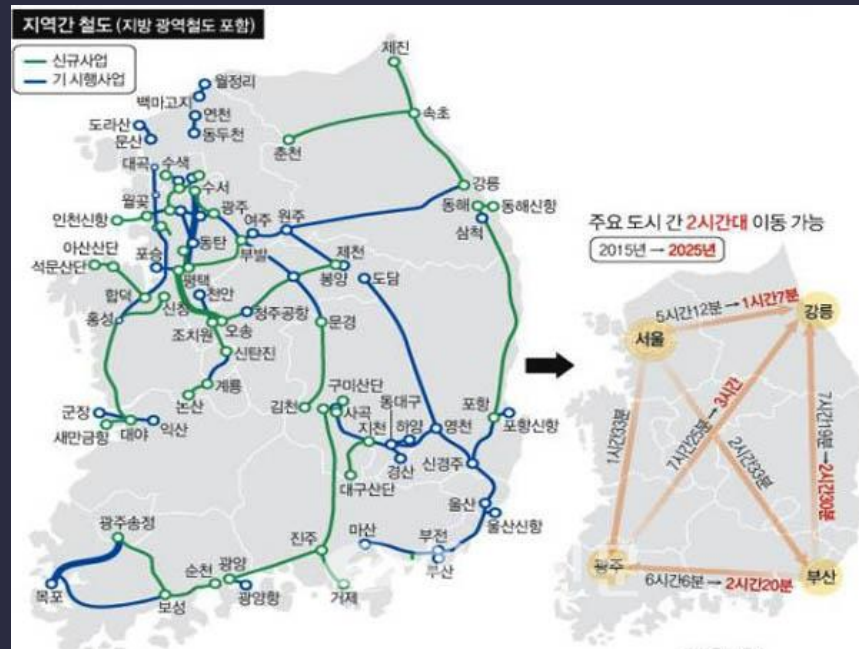 지역간 철도 (지방 광역철도 포함)
신규사업
기 시행사업
제진
월정리
백마고지
연천
도라산
동두천
문산
속초
춘천
대곡
수색
강릉
수서
월곶
광주
여주
원주
동해
동해신항
인천신항
삼척
동탄
부발
아산산단
포승
제천
석문산단
평택
봉양
도담
합덕
신창
천안
청주공항
홍성
조치원
오송
문경
신탄진
계룡
논산
김천
구미산단
사곡
동대구
군장
지천
하양
영천
포항
포항신항
새만금항
대야
익산
경산
신경주
대구산단
울산
울산신항
광주송정
마산
부전
부산
진주
순천
광양
목포
보성
광양항
거제
주요 도시 간 2시간대 이동 가능
2015년 → 2025년
5시간12분 → 1시간7분
강릉
서울
1시간33분
7시간25분 → 3시간
2시간33분
7시간19분 → 2시간30분
광주
6시간6분 → 2시간20분
부산